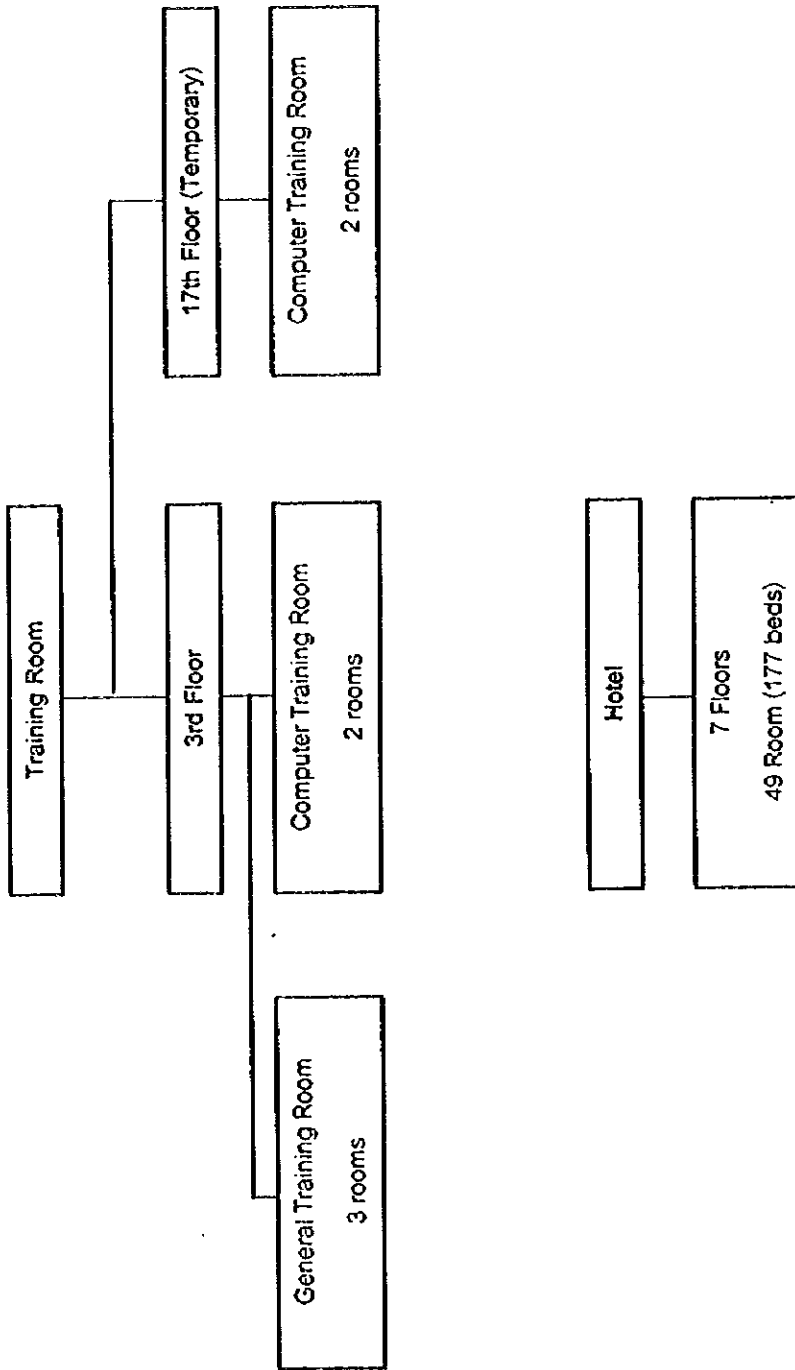 Training Room
3rd Floor
17th Floor (Temporary)
General Training Room
3 rooms
Computer Training Room
2 rooms
Computer Training Room
2 rooms
Hotel
7 Floors
49 Room (177 beds)